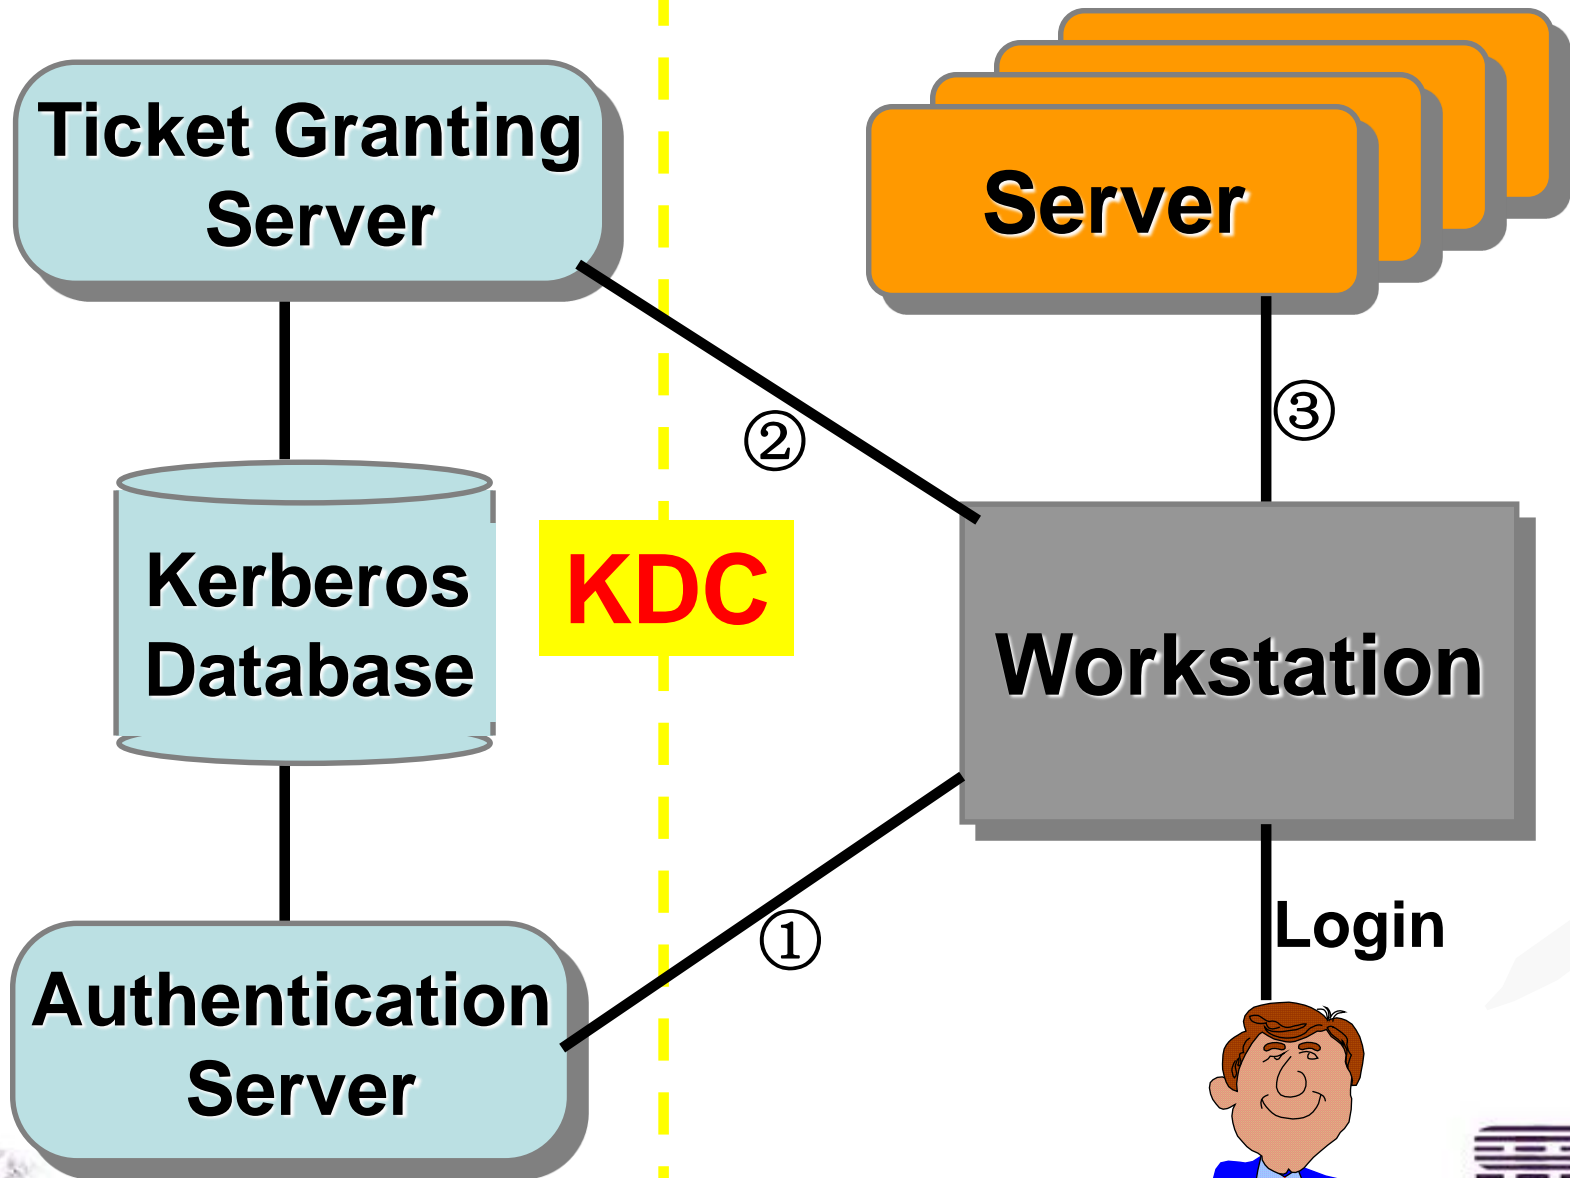 Ticket Granting
Server
Server
②
③
Kerberos
Database
KDC
Workstation
①
Login
Authentication
Server